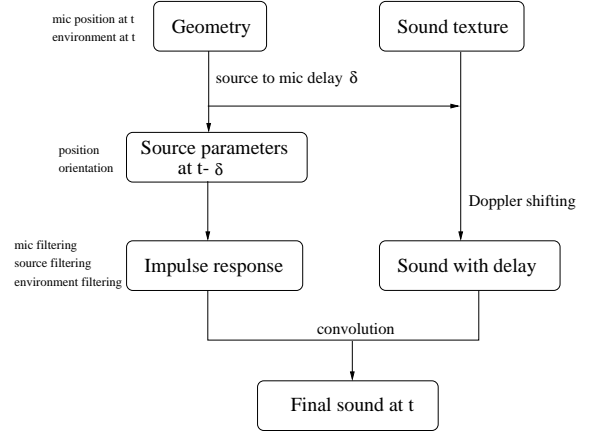 mic position at t
environment at t
Geometry
Sound texture
source to mic delay δ
position
orientation
Source parameters
at t- δ
Doppler shifting
mic filtering
source filtering
environment filtering
Impulse response
Sound with delay
convolution
Final sound at t